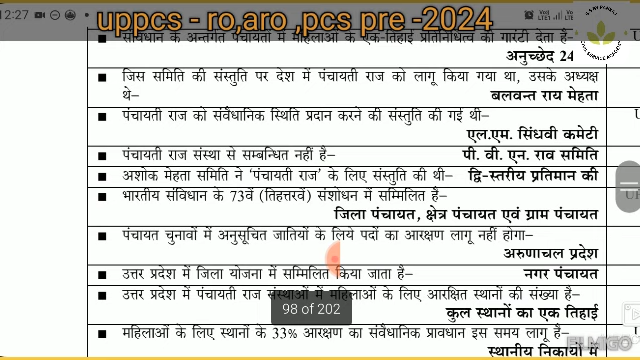 12:27
uppcs - ro,aro ,pcs pre -2024
संविधान के अन्तर्गत पंचायतों में महिलाओं के एक-तिहाई प्रतिनिधित्व की गारंटी देता है–
अनुच्छेद 24
■ जिस समिति की संस्तुति पर देश में पंचायती राज को लागू किया गया था, उसके अध्यक्ष
थे– बलवन्त राय मेहता
■ पंचायती राज को संवैधानिक स्थिति प्रदान करने की संस्तुति की गई थी–
एल.एम. सिंधवी कमेटी
■ पंचायती राज संस्था से सम्बन्धित नहीं है– पी. वी. एन. राव समिति
■ अशोक मेहता समिति ने 'पंचायती राज' के लिए संस्तुति की थी– द्वि-स्तरीय प्रतिमान की
■ भारतीय संविधान के 73वें (तिहत्तरवें) संशोधन में सम्मिलित है–
जिला पंचायत, क्षेत्र पंचायत एवं ग्राम पंचायत
■ पंचायत चुनावों में अनुसूचित जातियों के लिये पदों का आरक्षण लागू नहीं होगा–
अरुणाचल प्रदेश
■ उत्तर प्रदेश में जिला योजना में सम्मिलित किया जाता है– नगर पंचायत
■ उत्तर प्रदेश में पंचायती राज संस्थाओं में महिलाओं के लिए आरक्षित स्थानों की संख्या है–
98 of 202
कुल स्थानों का एक तिहाई
■ महिलाओं के लिए स्थानों के 33% आरक्षण का संवैधानिक प्रावधान इस समय लागू है–
स्थानीय निकायों में